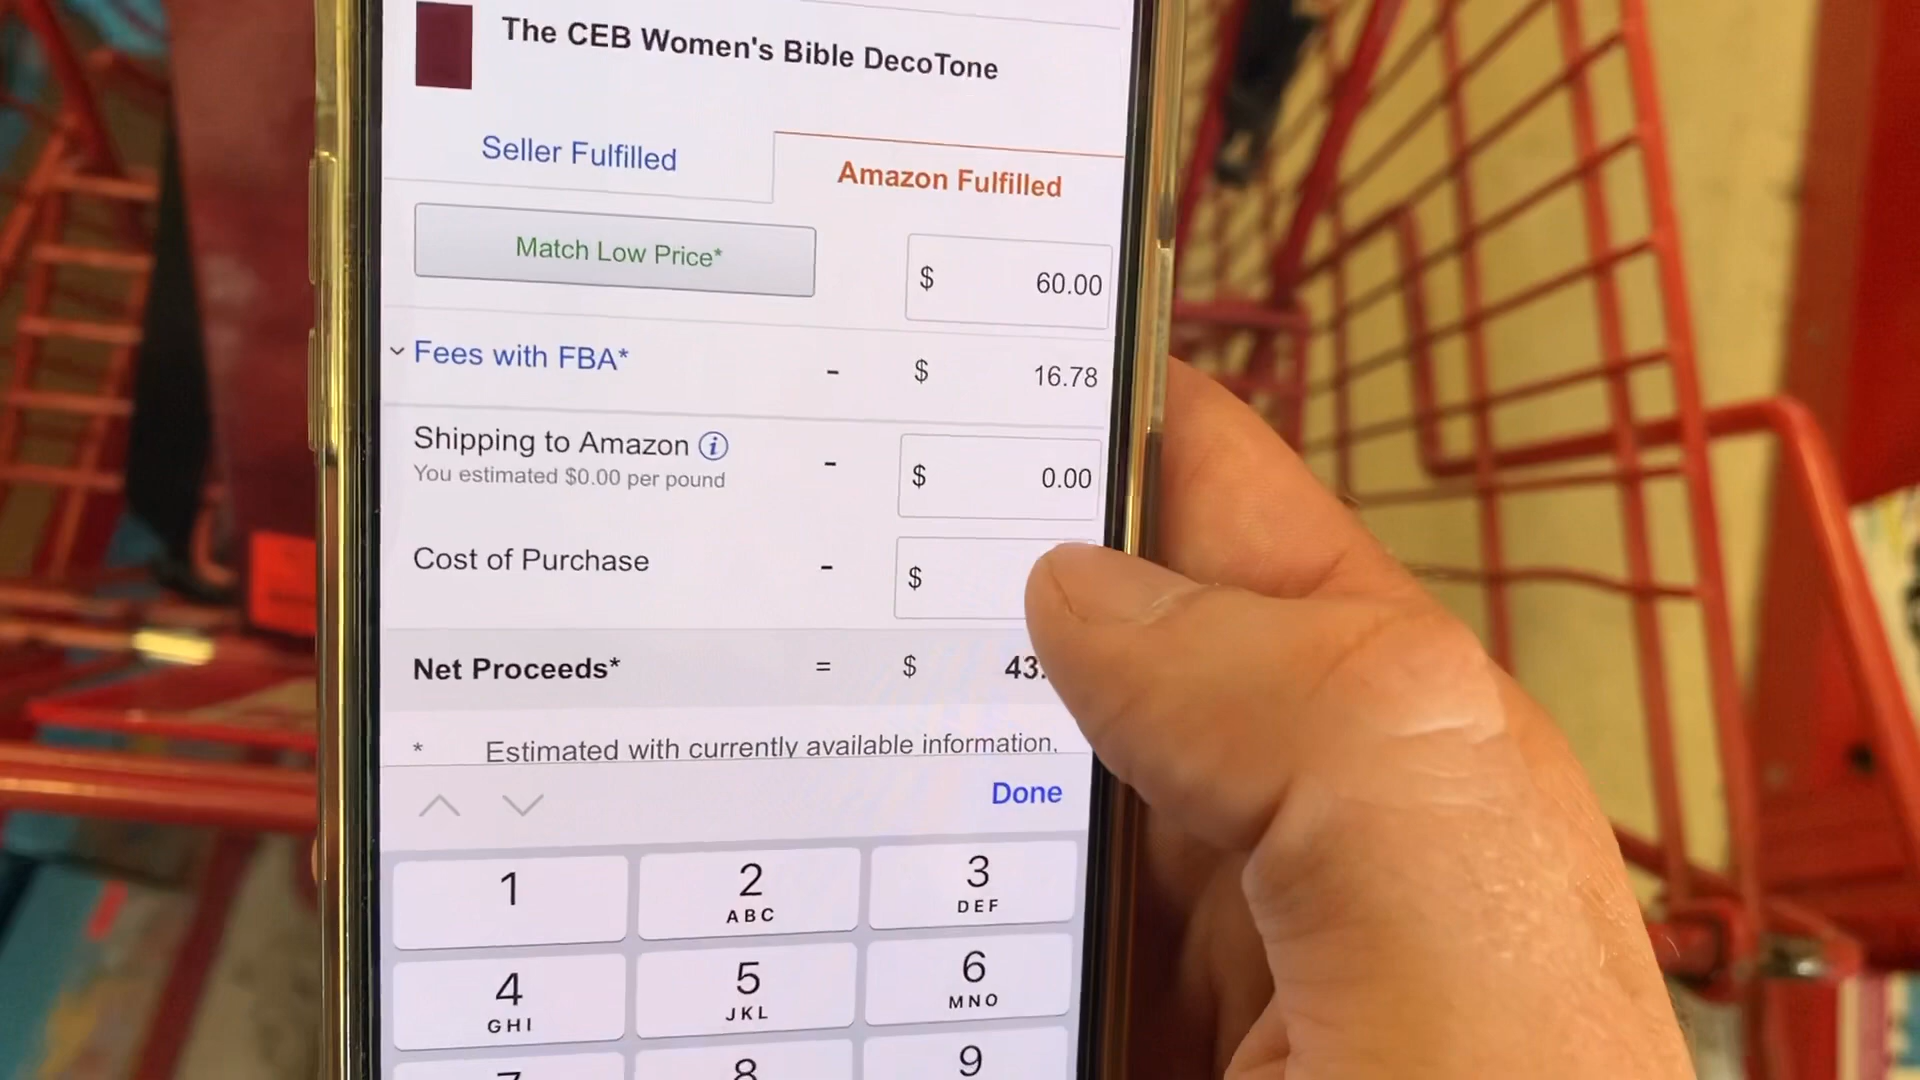 The CEB Women's Bible DecoTone
Seller Fulfilled
Amazon Fulfilled
Match Low Price*
$ 60.00
Fees with FBA* - $ 16.78
Shipping to Amazon i - $ 0.00
You estimated $0.00 per pound
Cost of Purchase - $
Net Proceeds* = $ 43.
* Estimated with currently available information.
Done
1 2 3
ABC DEF
4 5 6
GHI JKL MNO
7 8 9